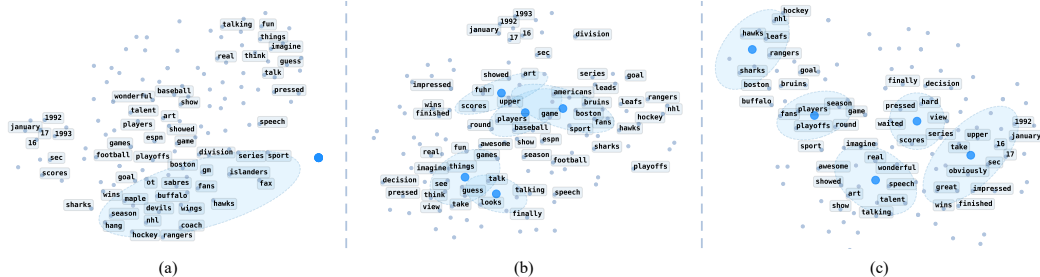 talking fun
things
imagine
real think guess
talk
pressed
wonderful baseball
show
talent
art
players showed
espn game
speech
1992
january 17 1993
16
sec
scores
games
football playoffs division series sport
boston gm islanders
goal ot sabres fans fax
wins maple buffalo
sharks devils wings hawks
season nhl
hang coach
hockey rangers
(a)
1993
1992
january 17 16
division
sec
showed art series goal
impressed fuhr americans leads
wins scores upper bruins leafs rangers
finished game boston nhl
players fans hockey
round baseball sport hawks
awesome show espn
real fun sharks
games season football
imagine things playoffs
decision see talk
pressed think guess talking speech
view take looks
finally
(b)
hockey
nhl
hawks leafs
rangers
sharks goal
boston bruins
buffalo
finally decision
players season
fans game
playoffs round
sport
pressed hard
waited view
scores series
imagine
real
awesome wonderful
showed speech
art talent
show talking
1992
upper january
take 16
sec 17
obviously
great impressed
wins finished
(c)